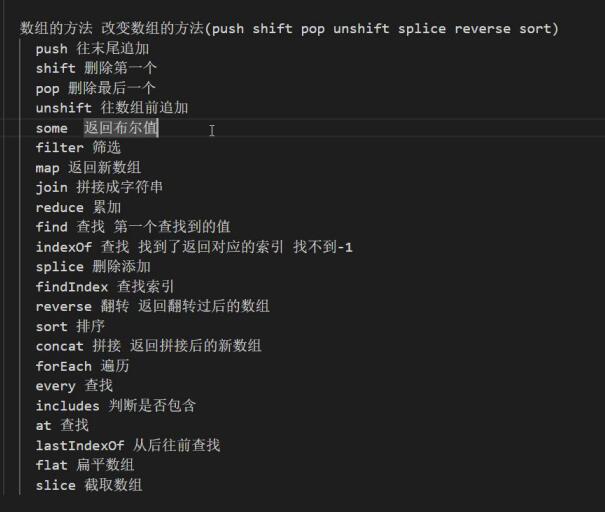 数组的方法 改变数组的方法(push shift pop unshift splice reverse sort)
push 往末尾追加
shift 删除第一个
pop 删除最后一个
unshift 往数组前追加
some 返回布尔值
filter 筛选
map 返回新数组
join 拼接成字符串
reduce 累加
find 查找 第一个查找到的值
indexOf 查找 找到了返回对应的索引 找不到-1
splice 删除添加
findIndex 查找索引
reverse 翻转 返回翻转过后的数组
sort 排序
concat 拼接 返回拼接后的新数组
forEach 遍历
every 查找
includes 判断是否包含
at 查找
lastIndexOf 从后往前查找
flat 扁平数组
slice 截取数组